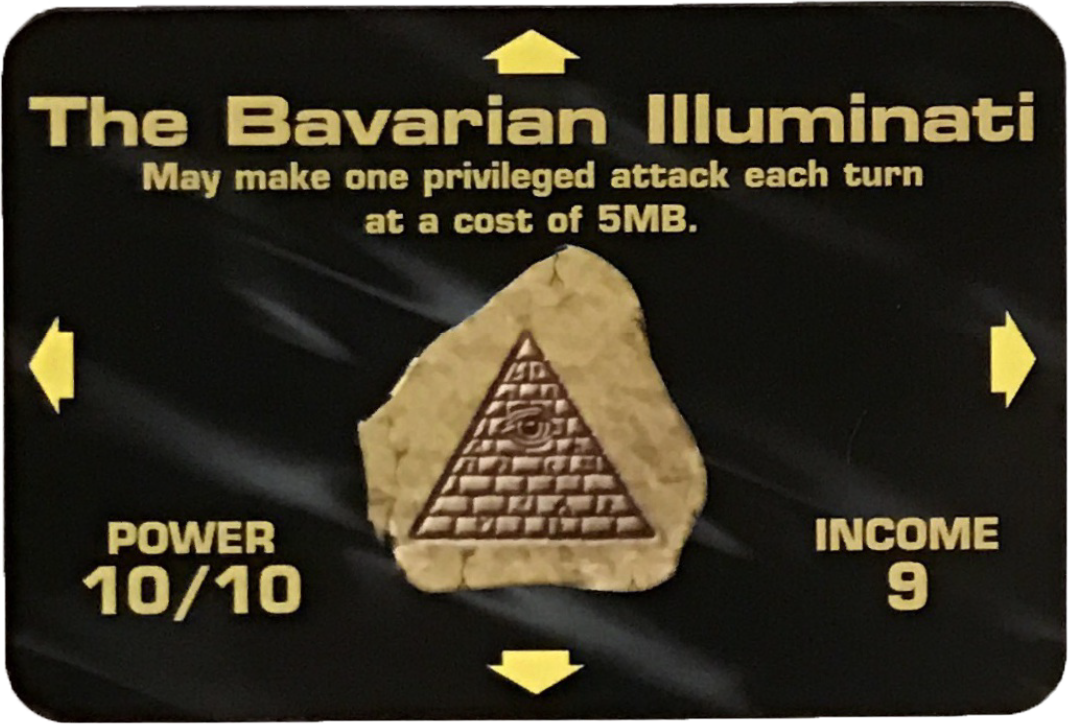 The Bavarian Illuminati
May make one privileged attack each turn
at a cost of 5MB.
POWER
10/10
INCOME
9